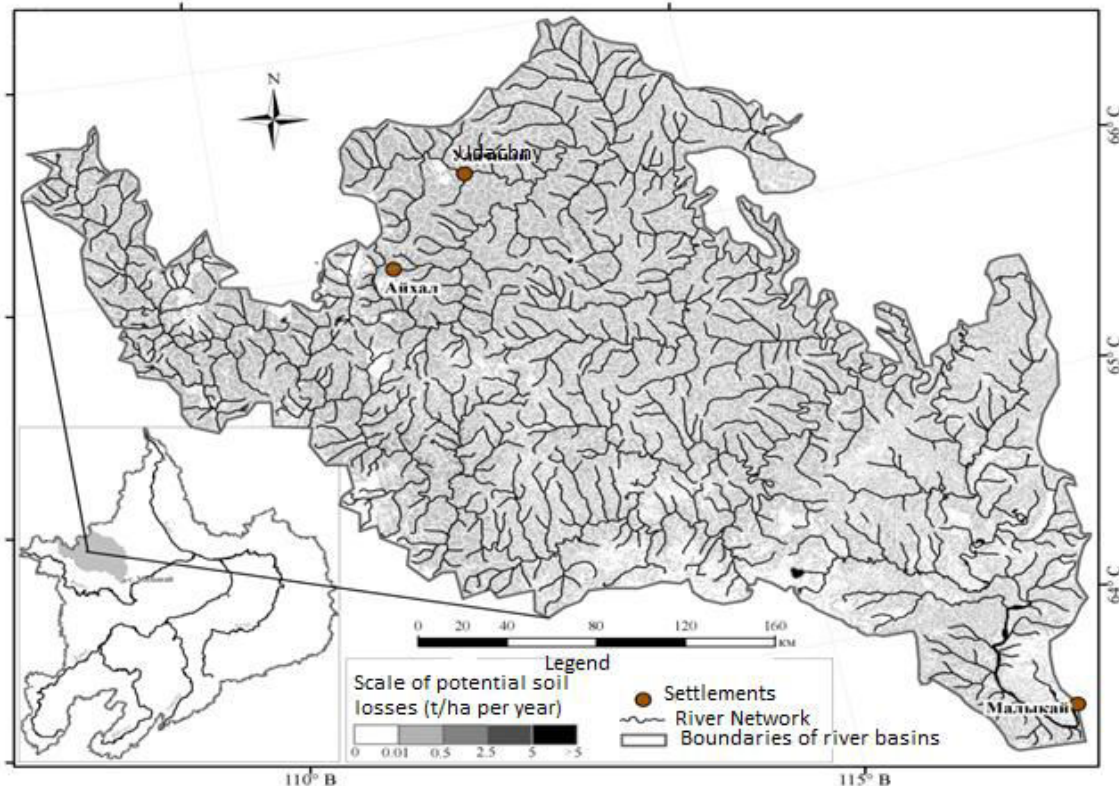 N
66°
Udachny
Айхал
65°
64°
0 20 40 80 120 160
км
Legend
Scale of potential soil
losses (t/ha per year)
0 0.01 0.5 2.5 5 >5
Settlements
River Network
Boundaries of river basins
Малыкай
110° В
115° В